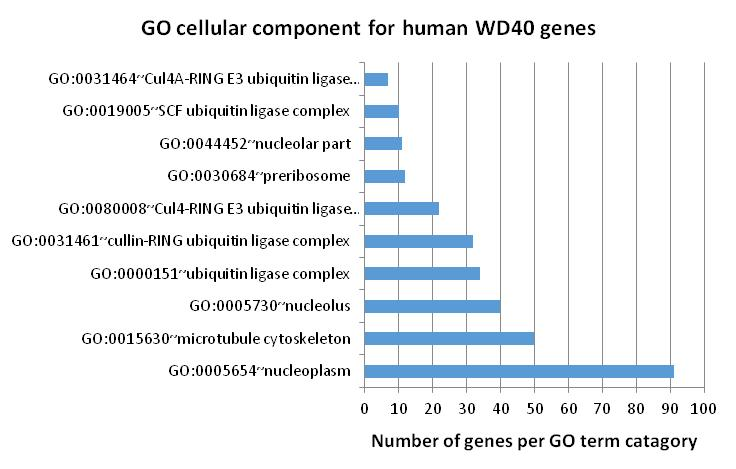 GO cellular component for human WD40 genes
GO:0031464~Cul4A-RING E3 ubiquitin ligase...
GO:0019005~SCF ubiquitin ligase complex
GO:0044452~nucleolar part
GO:0030684~preribosome
GO:0080008~Cul4-RING E3 ubiquitin ligase...
GO:0031461~cullin-RING ubiquitin ligase complex
GO:0000151~ubiquitin ligase complex
GO:0005730~nucleolus
GO:0015630~microtubule cytoskeleton
GO:0005654~nucleoplasm
0 10 20 30 40 50 60 70 80 90 100
Number of genes per GO term catagory